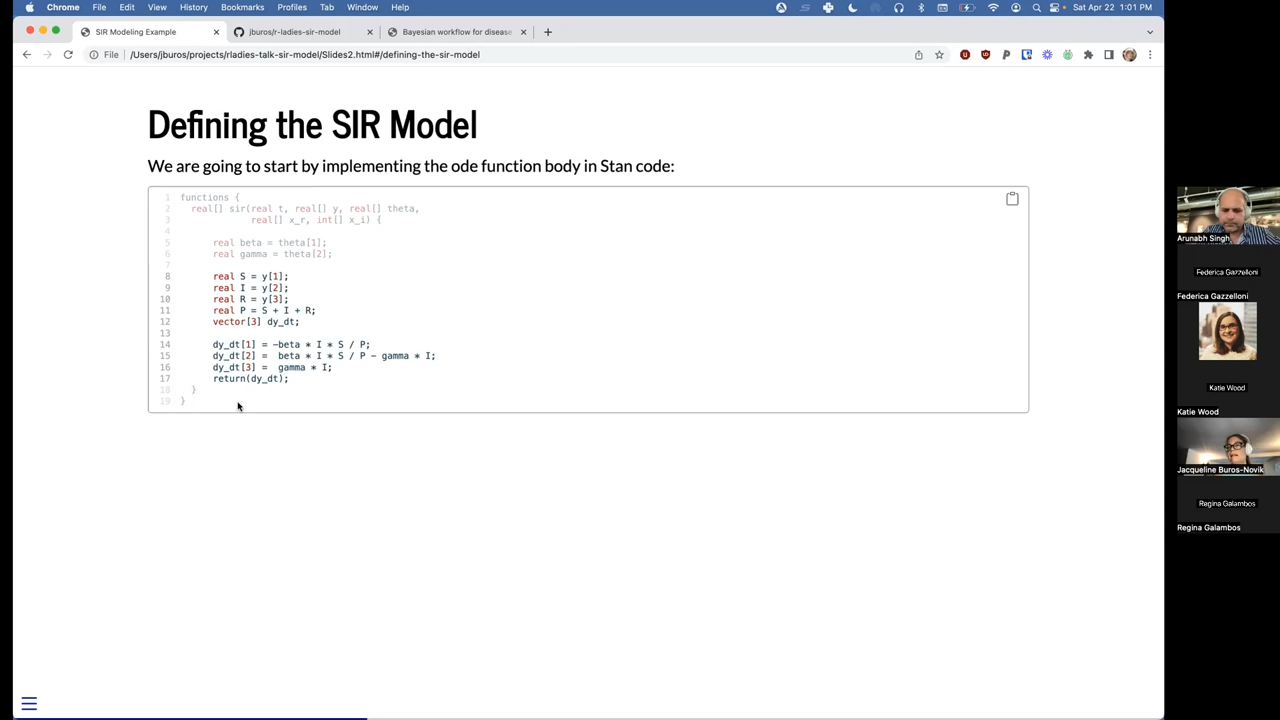 Chrome File Edit View History Bookmarks Profiles Tab Window Help
Sat Apr 22 1:01 PM
SIR Modeling Example
jburos/r-ladies-sir-model
Bayesian workflow for disease
File /Users/jburos/projects/rladies-talk-sir-model/Slides2.html#/defining-the-sir-model
Defining the SIR Model
We are going to start by implementing the ode function body in Stan code:
1 functions {
2 real[] sir(real t, real[] y, real[] theta,
3 real[] x_r, int[] x_i) {
4
5 real beta = theta[1];
6 real gamma = theta[2];
7
8 real S = y[1];
9 real I = y[2];
10 real R = y[3];
11 real P = S + I + R;
12 vector[3] dy_dt;
13
14 dy_dt[1] = -beta * I * S / P;
15 dy_dt[2] = beta * I * S / P - gamma * I;
16 dy_dt[3] = gamma * I;
17 return(dy_dt);
18 }
19 }
Arunabh Singh
Federica Gazzelloni
Federica Gazzelloni
Katie Wood
Katie Wood
Jacqueline Buros-Novik
Regina Galambos
Regina Galambos